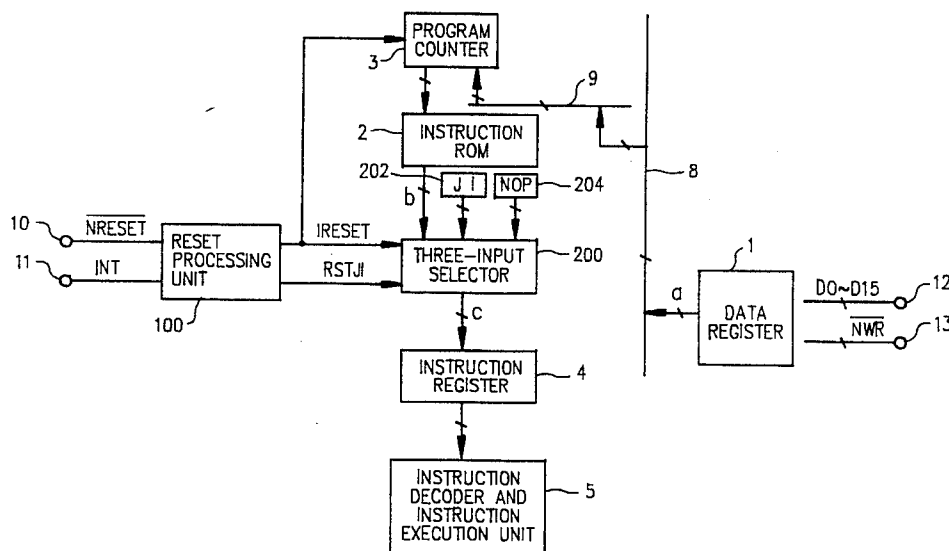 PROGRAM
COUNTER
3
9
2
INSTRUCTION
ROM
202
JI
NOP
204
8
b
10
NRESET
RESET
PROCESSING
UNIT
IRESET
THREE-INPUT
SELECTOR
200
11
INT
RSTJI
100
1
a
DATA
REGISTER
D0~D15
12
NWR
13
c
INSTRUCTION
REGISTER
4
INSTRUCTION
DECODER AND
INSTRUCTION
EXECUTION UNIT
5